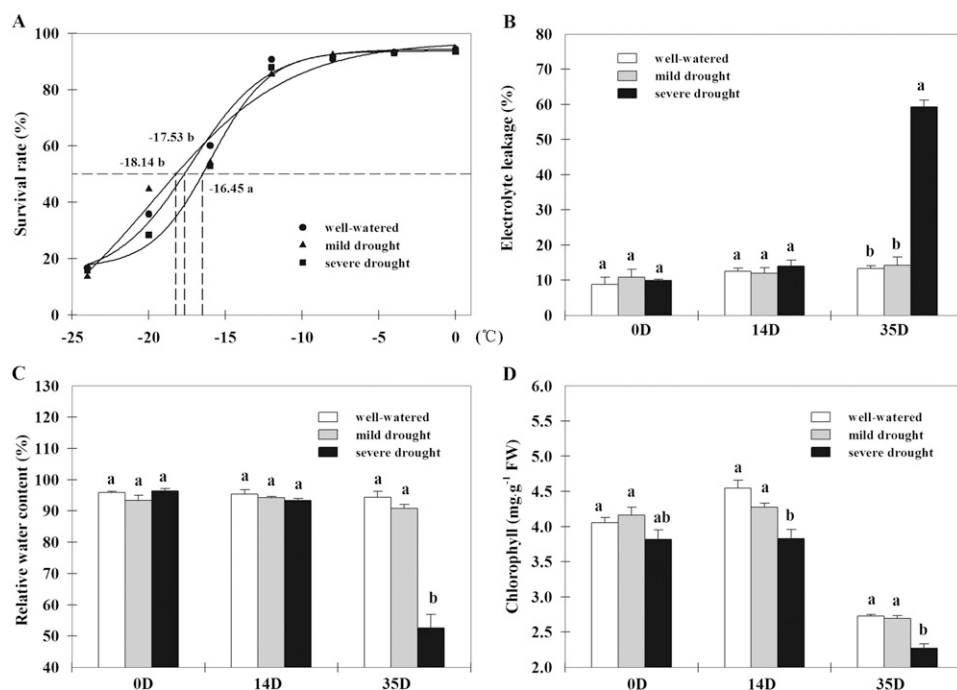 A
Survival rate (%)
100
80
60
40
20
0
-17.53 b
-18.14 b
-16.45 a
well-watered
mild drought
severe drought
-25
-20
-15
-10
-5
0
(℃)
B
Electrolyte leakage (%)
80
70
60
50
40
30
20
10
0
well-watered
mild drought
severe drought
a a a
a a a
b b a
0D 14D 35D
C
Relative water content (%)
130
120
110
100
90
80
70
60
50
40
well-watered
mild drought
severe drought
a a a
a a a
a a b
0D 14D 35D
D
Chlorophyll (mg.g⁻¹ FW)
6.0
5.5
5.0
4.5
4.0
3.5
3.0
2.5
2.0
well-watered
mild drought
severe drought
a a ab
a a b
a a b
0D 14D 35D